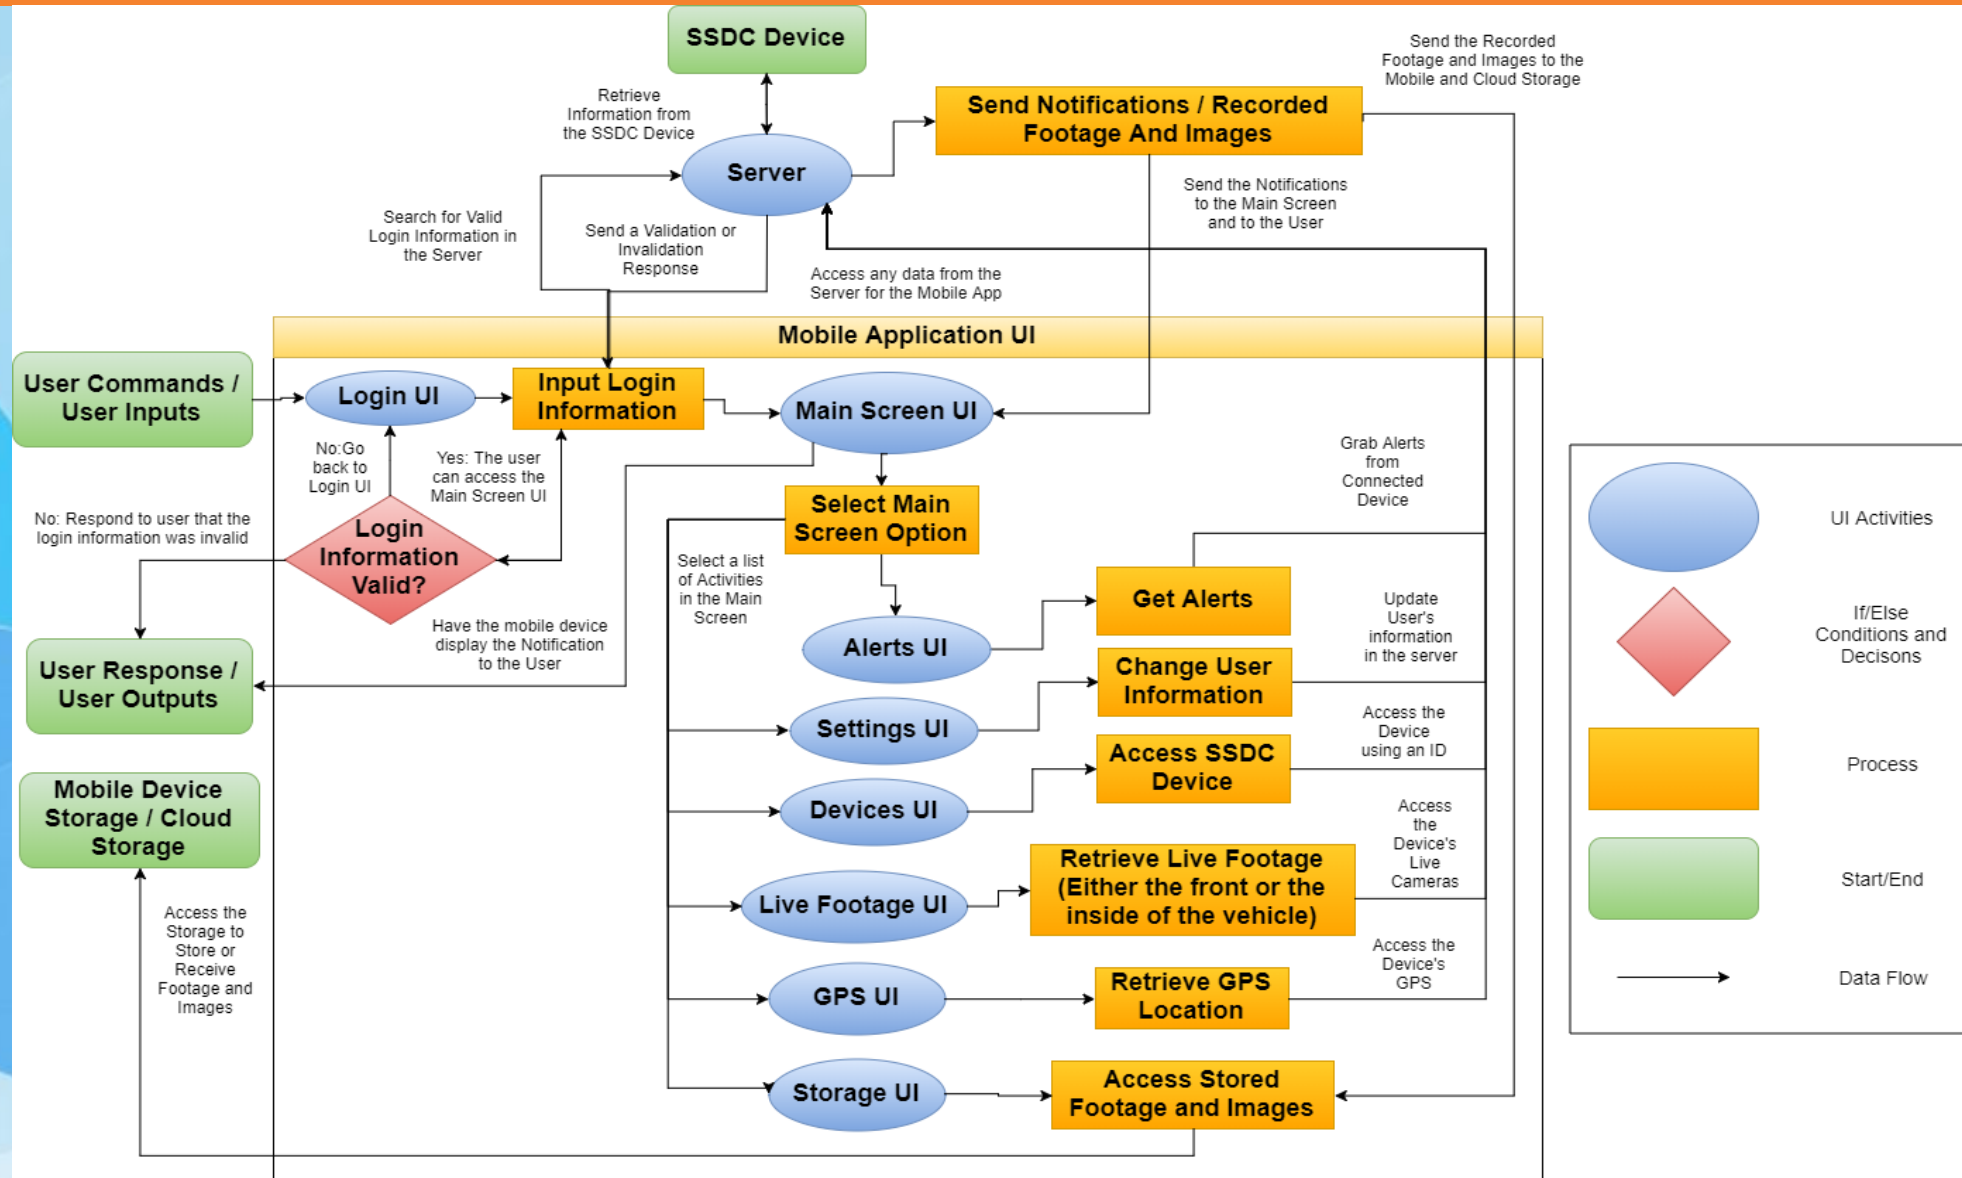 SSDC Device
Send the Recorded
Footage and Images to the
Mobile and Cloud Storage
Retrieve
Information from
the SSDC Device
Send Notifications / Recorded
Footage And Images
Server
Send the Notifications
to the Main Screen
and to the User
Search for Valid
Login Information in
the Server
Send a Validation or
Invalidation
Response
Access any data from the
Server for the Mobile App
Mobile Application UI
User Commands /
User Inputs
Login UI
Input Login
Information
Main Screen UI
No:Go
back to
Login UI
Yes: The user
can access the
Main Screen UI
Grab Alerts
from
Connected
Device
Select Main
Screen Option
No: Respond to user that the
login information was invalid
Login
Information
Valid?
Select a list
of Activities
in the Main
Screen
Get Alerts
Have the mobile device
display the Notification
to the User
Alerts UI
Update
User's
information
in the server
User Response /
User Outputs
Change User
Information
Settings UI
Access the
Device
using an ID
Access SSDC
Device
Devices UI
Mobile Device
Storage / Cloud
Storage
Access
the
Device's
Live
Cameras
Retrieve Live Footage
(Either the front or the
inside of the vehicle)
Live Footage UI
Access the
Storage to
Store or
Receive
Footage and
Images
Access the
Device's
GPS
GPS UI
Retrieve GPS
Location
Storage UI
Access Stored
Footage and Images
UI Activities
If/Else
Conditions and
Decisons
Process
Start/End
Data Flow